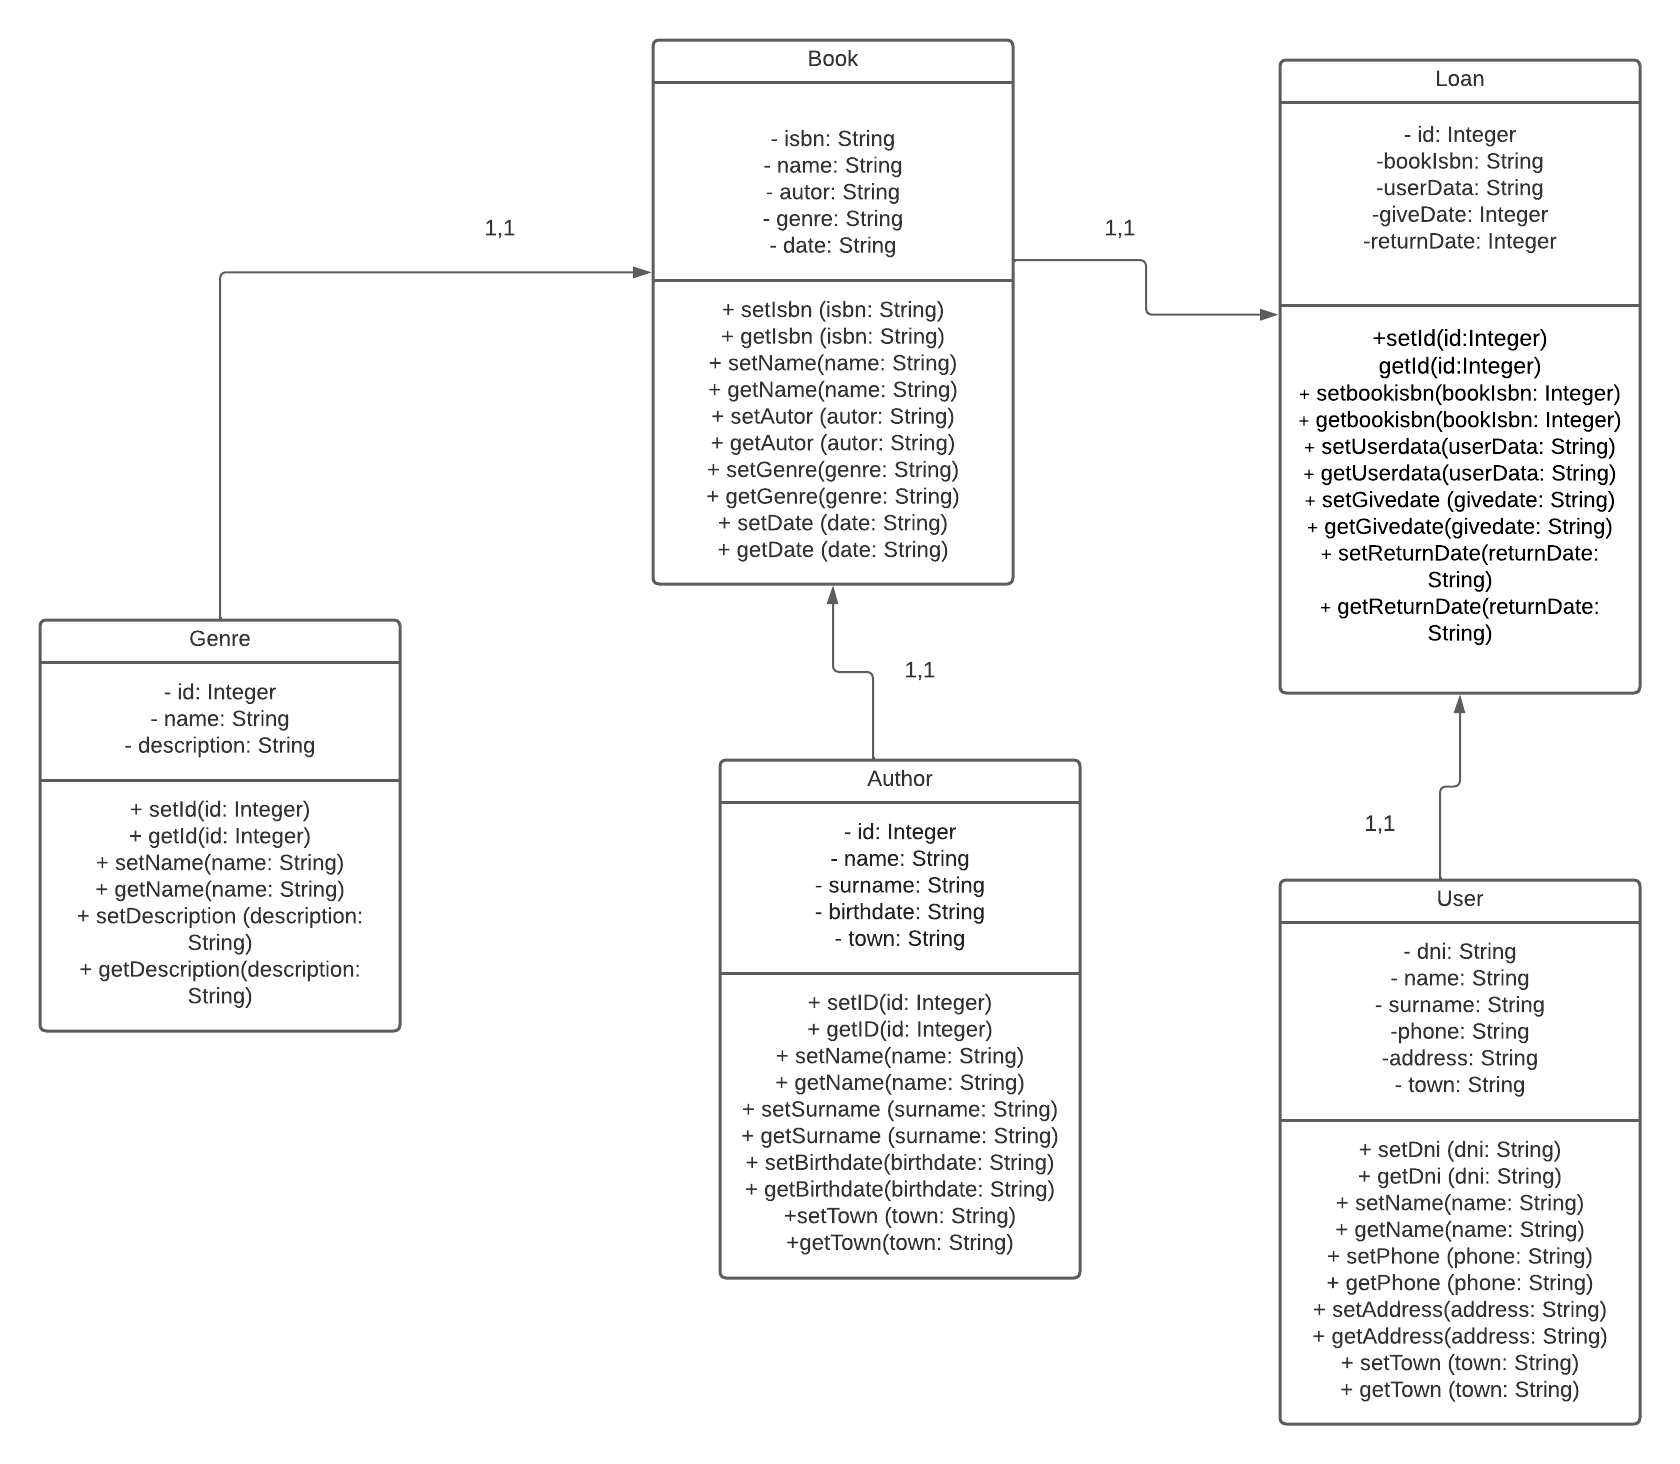 Book
- isbn: String
- name: String
- autor: String
- genre: String
- date: String
+ setIsbn (isbn: String)
+ getIsbn (isbn: String)
+ setName(name: String)
+ getName(name: String)
+ setAutor (autor: String)
+ getAutor (autor: String)
+ setGenre(genre: String)
+ getGenre(genre: String)
+ setDate (date: String)
+ getDate (date: String)
Loan
- id: Integer
-bookIsbn: String
-userData: String
-giveDate: Integer
-returnDate: Integer
+setId(id:Integer)
getId(id:Integer)
+ setbookisbn(bookIsbn: Integer)
+ getbookisbn(bookIsbn: Integer)
+ setUserdata(userData: String)
+ getUserdata(userData: String)
+ setGivedate (givedate: String)
+ getGivedate(givedate: String)
+ setReturnDate(returnDate:
String)
+ getReturnDate(returnDate:
String)
1,1
1,1
1,1
1,1
Genre
- id: Integer
- name: String
- description: String
+ setId(id: Integer)
+ getId(id: Integer)
+ setName(name: String)
+ getName(name: String)
+ setDescription (description:
String)
+ getDescription(description:
String)
Author
- id: Integer
- name: String
- surname: String
- birthdate: String
- town: String
+ setID(id: Integer)
+ getID(id: Integer)
+ setName(name: String)
+ getName(name: String)
+ setSurname (surname: String)
+ getSurname (surname: String)
+ setBirthdate(birthdate: String)
+ getBirthdate(birthdate: String)
+setTown (town: String)
+getTown(town: String)
User
- dni: String
- name: String
- surname: String
-phone: String
-address: String
- town: String
+ setDni (dni: String)
+ getDni (dni: String)
+ setName(name: String)
+ getName(name: String)
+ setPhone (phone: String)
+ getPhone (phone: String)
+ setAddress(address: String)
+ getAddress(address: String)
+ setTown (town: String)
+ getTown (town: String)